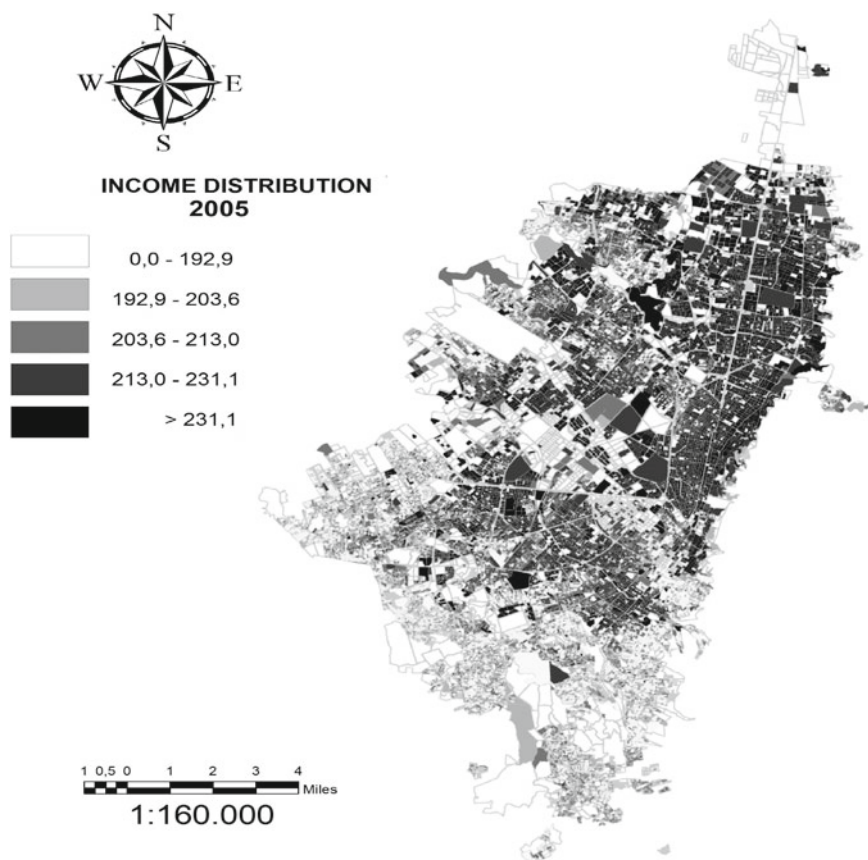 N
W E
S
INCOME DISTRIBUTION
2005
0,0 - 192,9
192,9 - 203,6
203,6 - 213,0
213,0 - 231,1
> 231,1
1 0,5 0 1 2 3 4
Miles
1:160.000